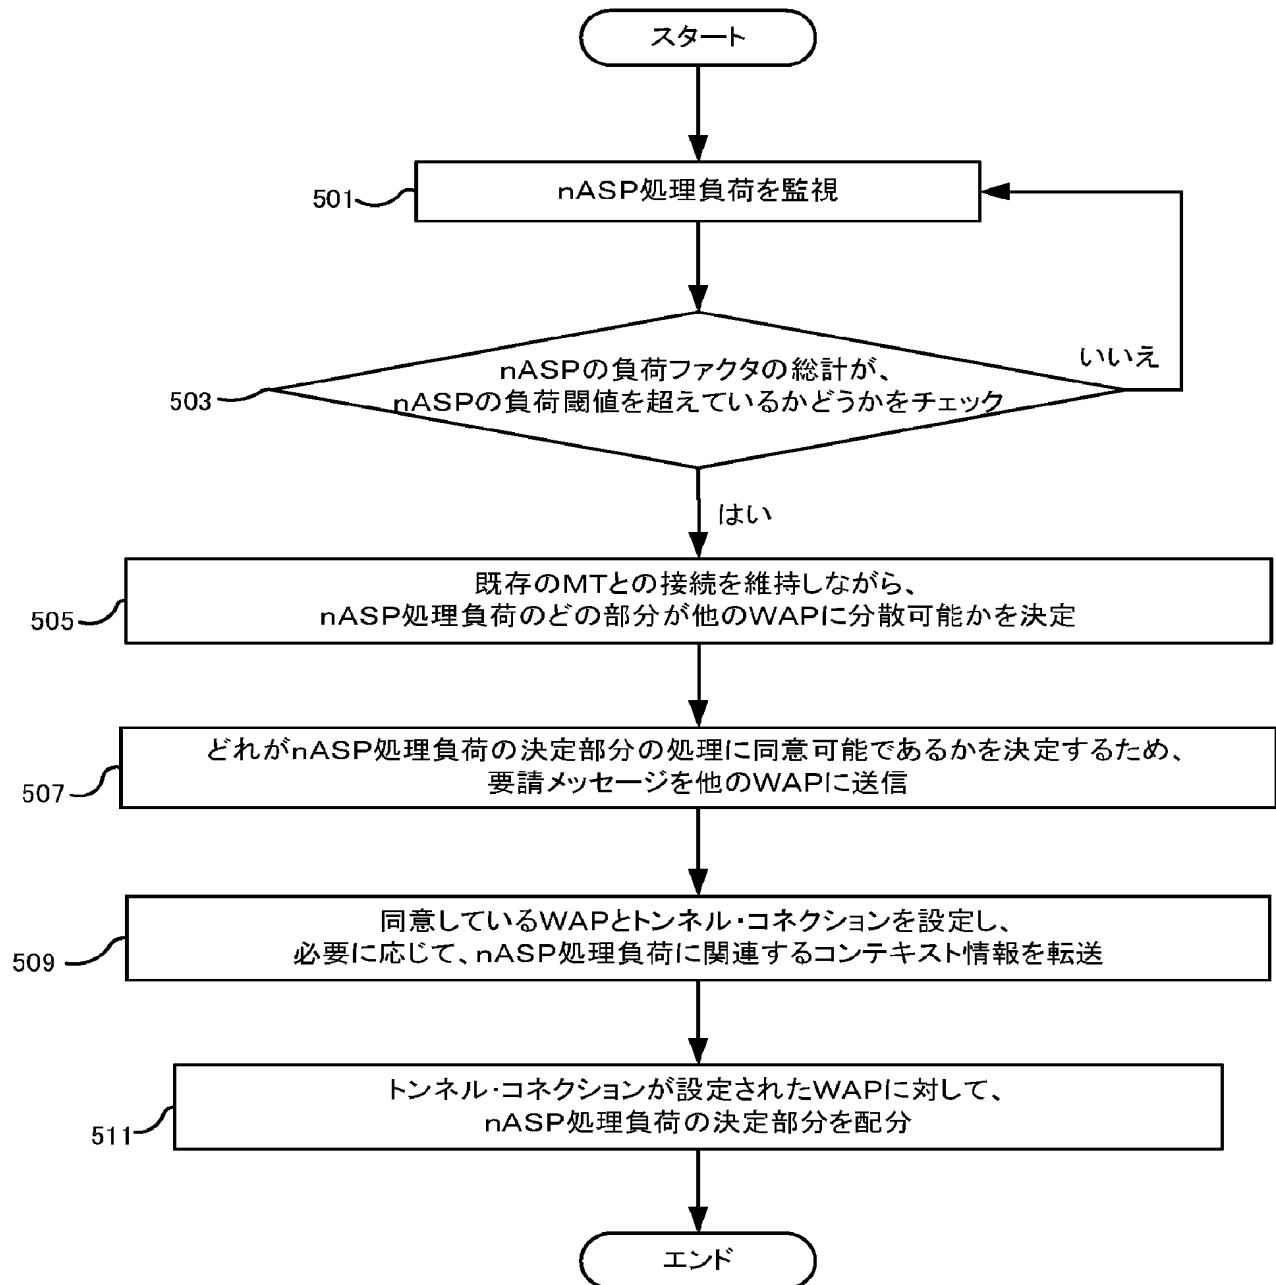 スタート
501
nASP処理負荷を監視
503
nASPの負荷ファクタの総計が、
nASPの負荷閾値を超えているかどうかをチェック
いいえ
はい
505
既存のMTとの接続を維持しながら、
nASP処理負荷のどの部分が他のWAPに分散可能かを決定
507
どれがnASP処理負荷の決定部分の処理に同意可能であるかを決定するため、
要請メッセージを他のWAPに送信
509
同意しているWAPとトンネル・コネクションを設定し、
必要に応じて、nASP処理負荷に関連するコンテキスト情報を転送
511
トンネル・コネクションが設定されたWAPに対して、
nASP処理負荷の決定部分を配分
エンド